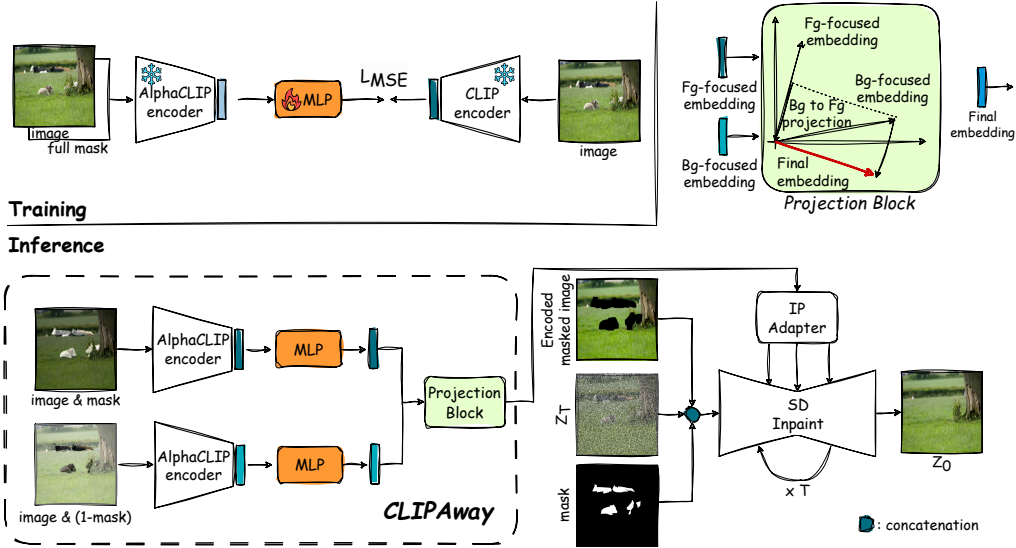 image
full mask
AlphaCLIP
encoder
MLP
LMSE
CLIP
encoder
image
Training
Fg-focused
embedding
Bg-focused
embedding
Fg-focused
embedding
Bg-focused
embedding
Bg to Fg
projection
Final
embedding
Projection Block
Final
embedding
Inference
image & mask
AlphaCLIP
encoder
MLP
image & (1-mask)
AlphaCLIP
encoder
MLP
Projection
Block
CLIPAway
Encoded
masked image
ZT
mask
IP
Adapter
SD
Inpaint
x T
Z0
: concatenation